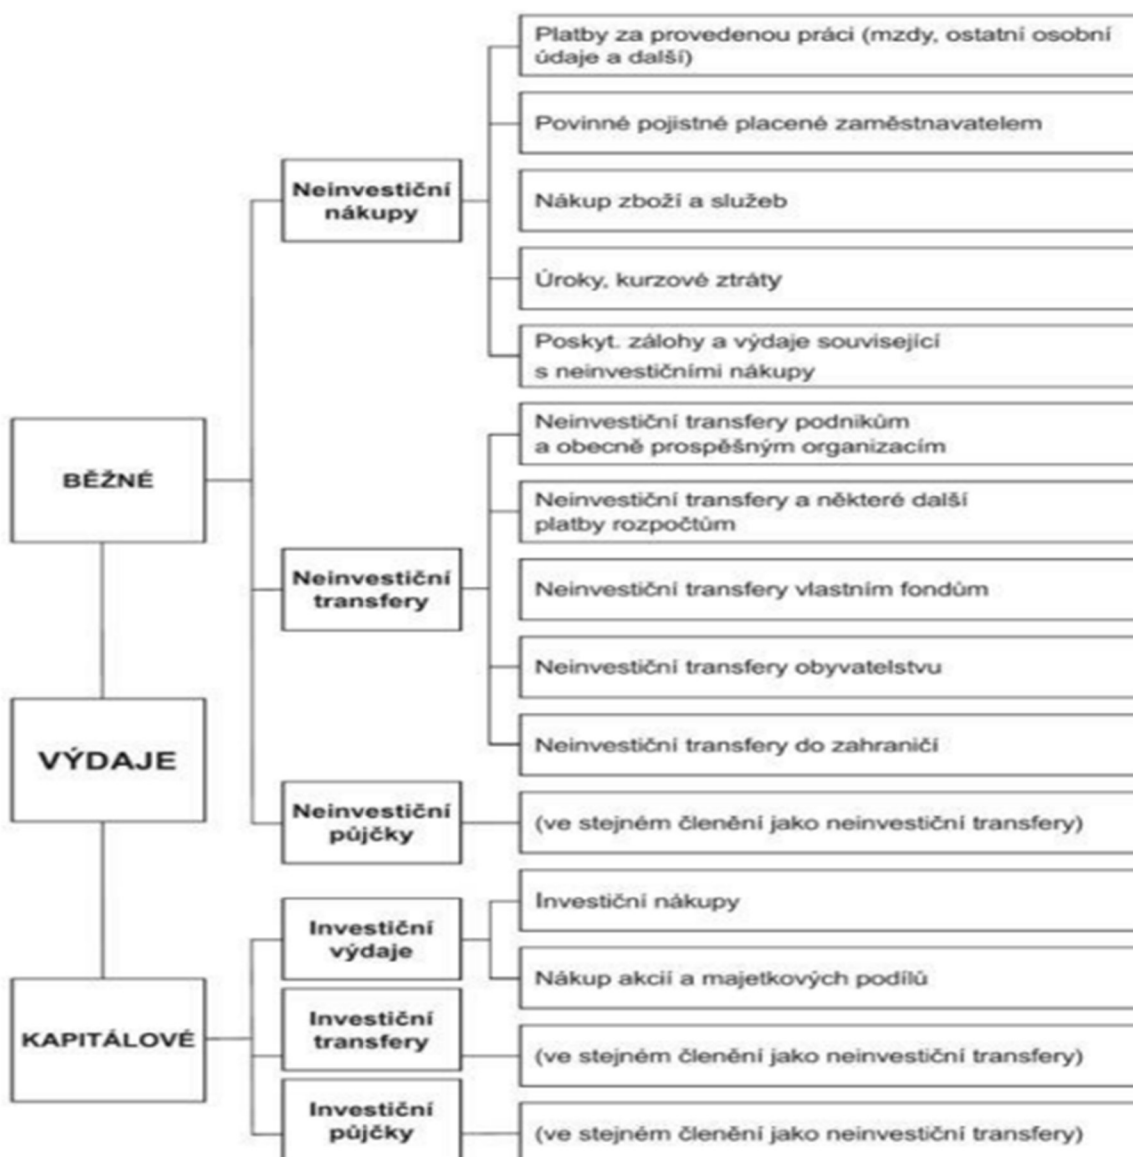 VÝDAJE
BĚŽNÉ
Neinvestiční
nákupy
Platby za provedenou práci (mzdy, ostatní osobní
údaje a další)
Povinné pojistné placené zaměstnavatelem
Nákup zboží a služeb
Úroky, kurzové ztráty
Poskyt. zálohy a výdaje související
s neinvestičními nákupy
Neinvestiční
transfery
Neinvestiční transfery podnikům
a obecně prospěšným organizacím
Neinvestiční transfery a některé další
platby rozpočtům
Neinvestiční transfery vlastním fondům
Neinvestiční transfery obyvatelstvu
Neinvestiční transfery do zahraničí
Neinvestiční
půjčky
(ve stejném členění jako neinvestiční transfery)
KAPITÁLOVÉ
Investiční
výdaje
Investiční nákupy
Nákup akcií a majetkových podílů
Investiční
transfery
(ve stejném členění jako neinvestiční transfery)
Investiční
půjčky
(ve stejném členění jako neinvestiční transfery)